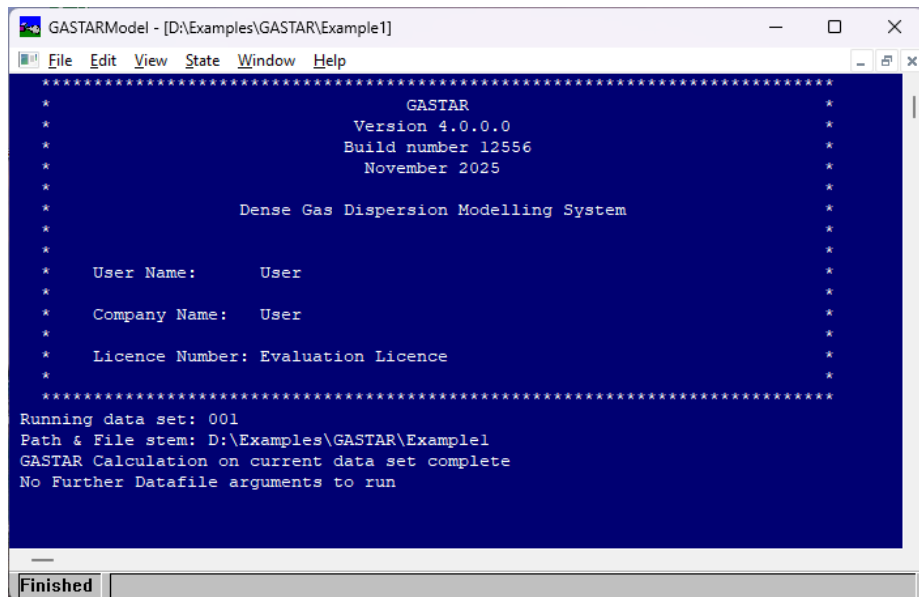 GASTARModel - [D:\Examples\GASTAR\Example1]
File Edit View State Window Help
*****************************************************************************
* GASTAR *
* Version 4.0.0.0 *
* Build number 12556 *
* November 2025 *
* *
* Dense Gas Dispersion Modelling System *
* *
* *
* User Name: User *
* *
* Company Name: User *
* *
* Licence Number: Evaluation Licence *
* *
*****************************************************************************
Running data set: 001
Path & File stem: D:\Examples\GASTAR\Example1
GASTAR Calculation on current data set complete
No Further Datafile arguments to run
Finished